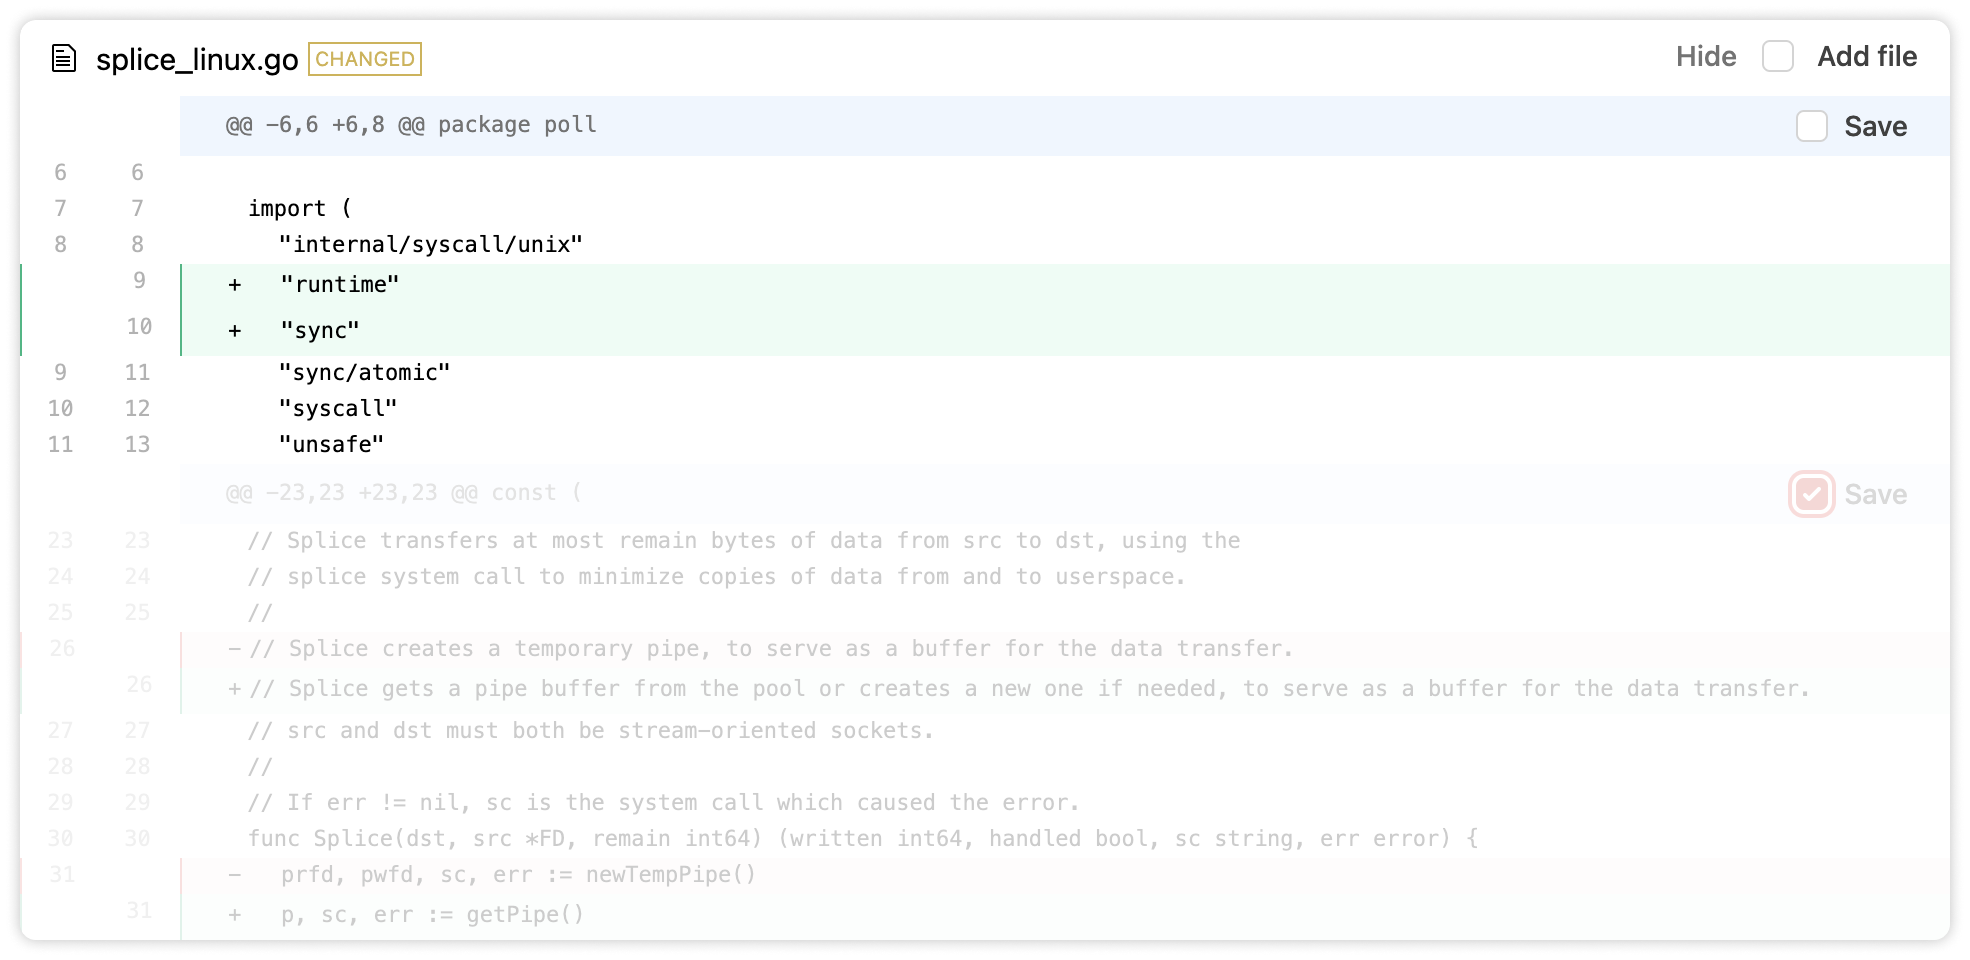 splice_linux.go CHANGED Hide Add file
@@ -6,6 +6,8 @@ package poll Save
6 6
7 7 import (
8 8 "internal/syscall/unix"
9 + "runtime"
10 + "sync"
9 11 "sync/atomic"
10 12 "syscall"
11 13 "unsafe"
@@ -23,23 +23,23 @@ const ( Save
23 23 // Splice transfers at most remain bytes of data from src to dst, using the
24 24 // splice system call to minimize copies of data from and to userspace.
25 25 //
26 - // Splice creates a temporary pipe, to serve as a buffer for the data transfer.
26 + // Splice gets a pipe buffer from the pool or creates a new one if needed, to serve as a buffer for the data transfer.
27 27 // src and dst must both be stream-oriented sockets.
28 28 //
29 29 // If err != nil, sc is the system call which caused the error.
30 30 func Splice(dst, src *FD, remain int64) (written int64, handled bool, sc string, err error) {
31 - prfd, pwfd, sc, err := newTempPipe()
31 + p, sc, err := getPipe()